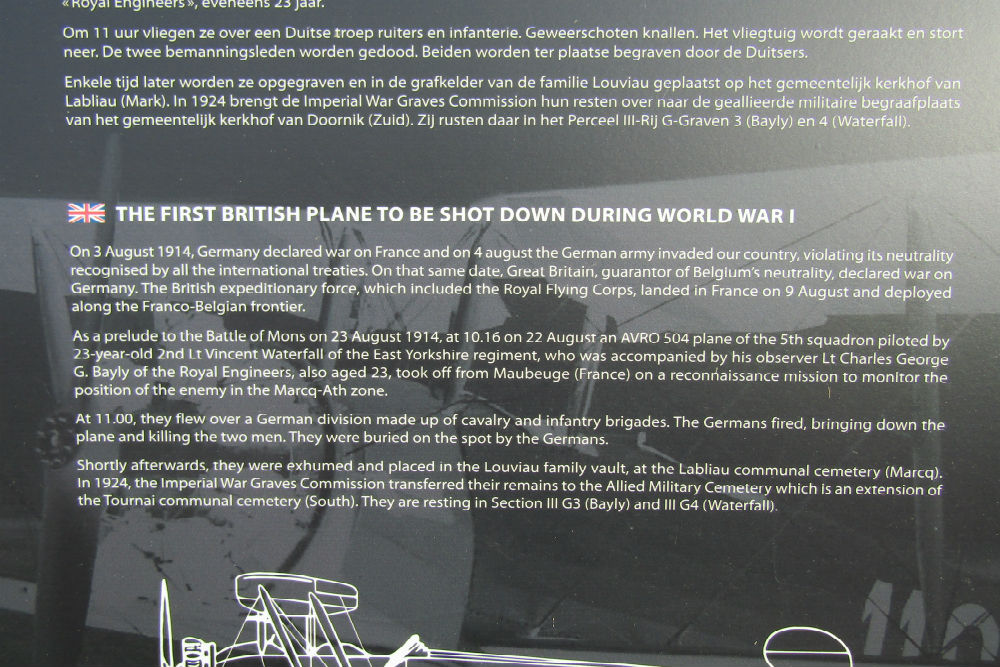 «Royal Engineers», eveneens 23 jaar.
Om 11 uur vliegen ze over een Duitse troep ruiters en infanterie. Geweerschoten knallen. Het vliegtuig wordt geraakt en stort
neer. De twee bemanningsleden worden gedood. Beiden worden ter plaatse begraven door de Duitsers.
Enkele tijd later worden ze opgegraven en in de grafkelder van de familie Louviau geplaatst op het gemeentelijk kerkhof van
Labliau (Mark). In 1924 brengt de Imperial War Graves Commission hun resten over naar de geallieerde militaire begraafplaats
van het gemeentelijk kerkhof van Doornik (Zuid). Zij rusten daar in het Perceel III-Rij G-Graven 3 (Bayly) en 4 (Waterfall).
THE FIRST BRITISH PLANE TO BE SHOT DOWN DURING WORLD WAR I
On 3 August 1914, Germany declared war on France and on 4 august the German army invaded our country, violating its neutrality
recognised by all the international treaties. On that same date, Great Britain, guarantor of Belgium's neutrality, declared war on
Germany. The British expeditionary force, which included the Royal Flying Corps, landed in France on 9 August and deployed
along the Franco-Belgian frontier.
As a prelude to the Battle of Mons on 23 August 1914, at 10.16 on 22 August an AVRO 504 plane of the 5th squadron piloted by
23-year-old 2nd Lt Vincent Waterfall of the East Yorkshire regiment, who was accompanied by his observer Lt Charles George
G. Bayly of the Royal Engineers, also aged 23, took off from Maubeuge (France) on a reconnaissance mission to monitor the
position of the enemy in the Marcq-Ath zone.
At 11.00, they flew over a German division made up of cavalry and infantry brigades. The Germans fired, bringing down the
plane and killing the two men. They were buried on the spot by the Germans.
Shortly afterwards, they were exhumed and placed in the Louviau family vault, at the Labliau communal cemetery (Marcq).
In 1924, the Imperial War Graves Commission transferred their remains to the Allied Military Cemetery which is an extension of
the Tournai communal cemetery (South). They are resting in Section III G3 (Bayly) and III G4 (Waterfall).